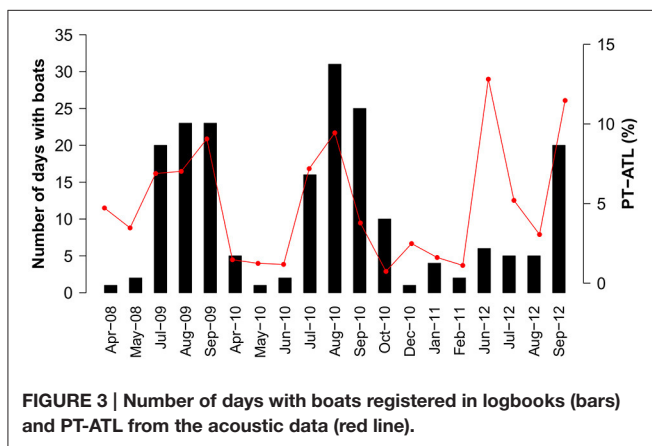 35
30
25
20
15
10
5
0
Number of days with boats
15
10
5
0
PT−ATL (%)
Apr−08
May−08
Jul−09
Aug−09
Sep−09
Apr−10
May−10
Jun−10
Jul−10
Aug−10
Sep−10
Oct−10
Dec−10
Jan−11
Feb−11
Jun−12
Jul−12
Aug−12
Sep−12
FIGURE 3 | Number of days with boats registered in logbooks (bars)
and PT-ATL from the acoustic data (red line).